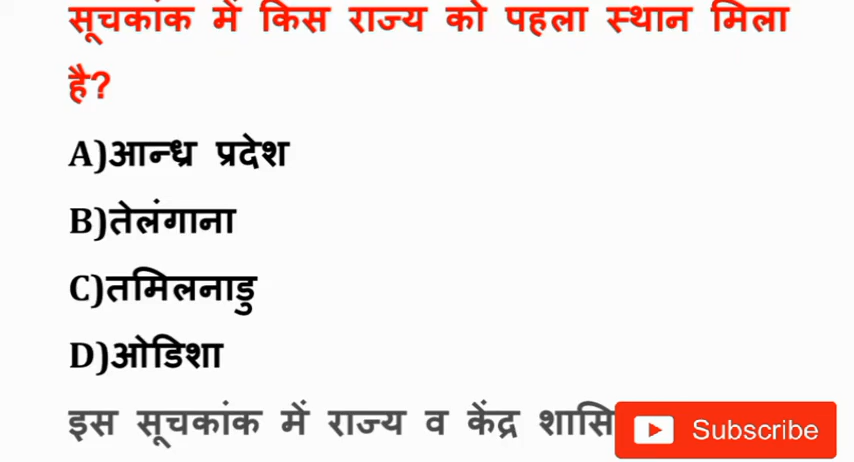 सूचकांक में किस राज्य को पहला स्थान मिला
है?
A)आन्ध्र प्रदेश
B)तेलंगाना
C)तमिलनाडु
D)ओडिशा
इस सूचकांक में राज्य व केंद्र
Subscribe